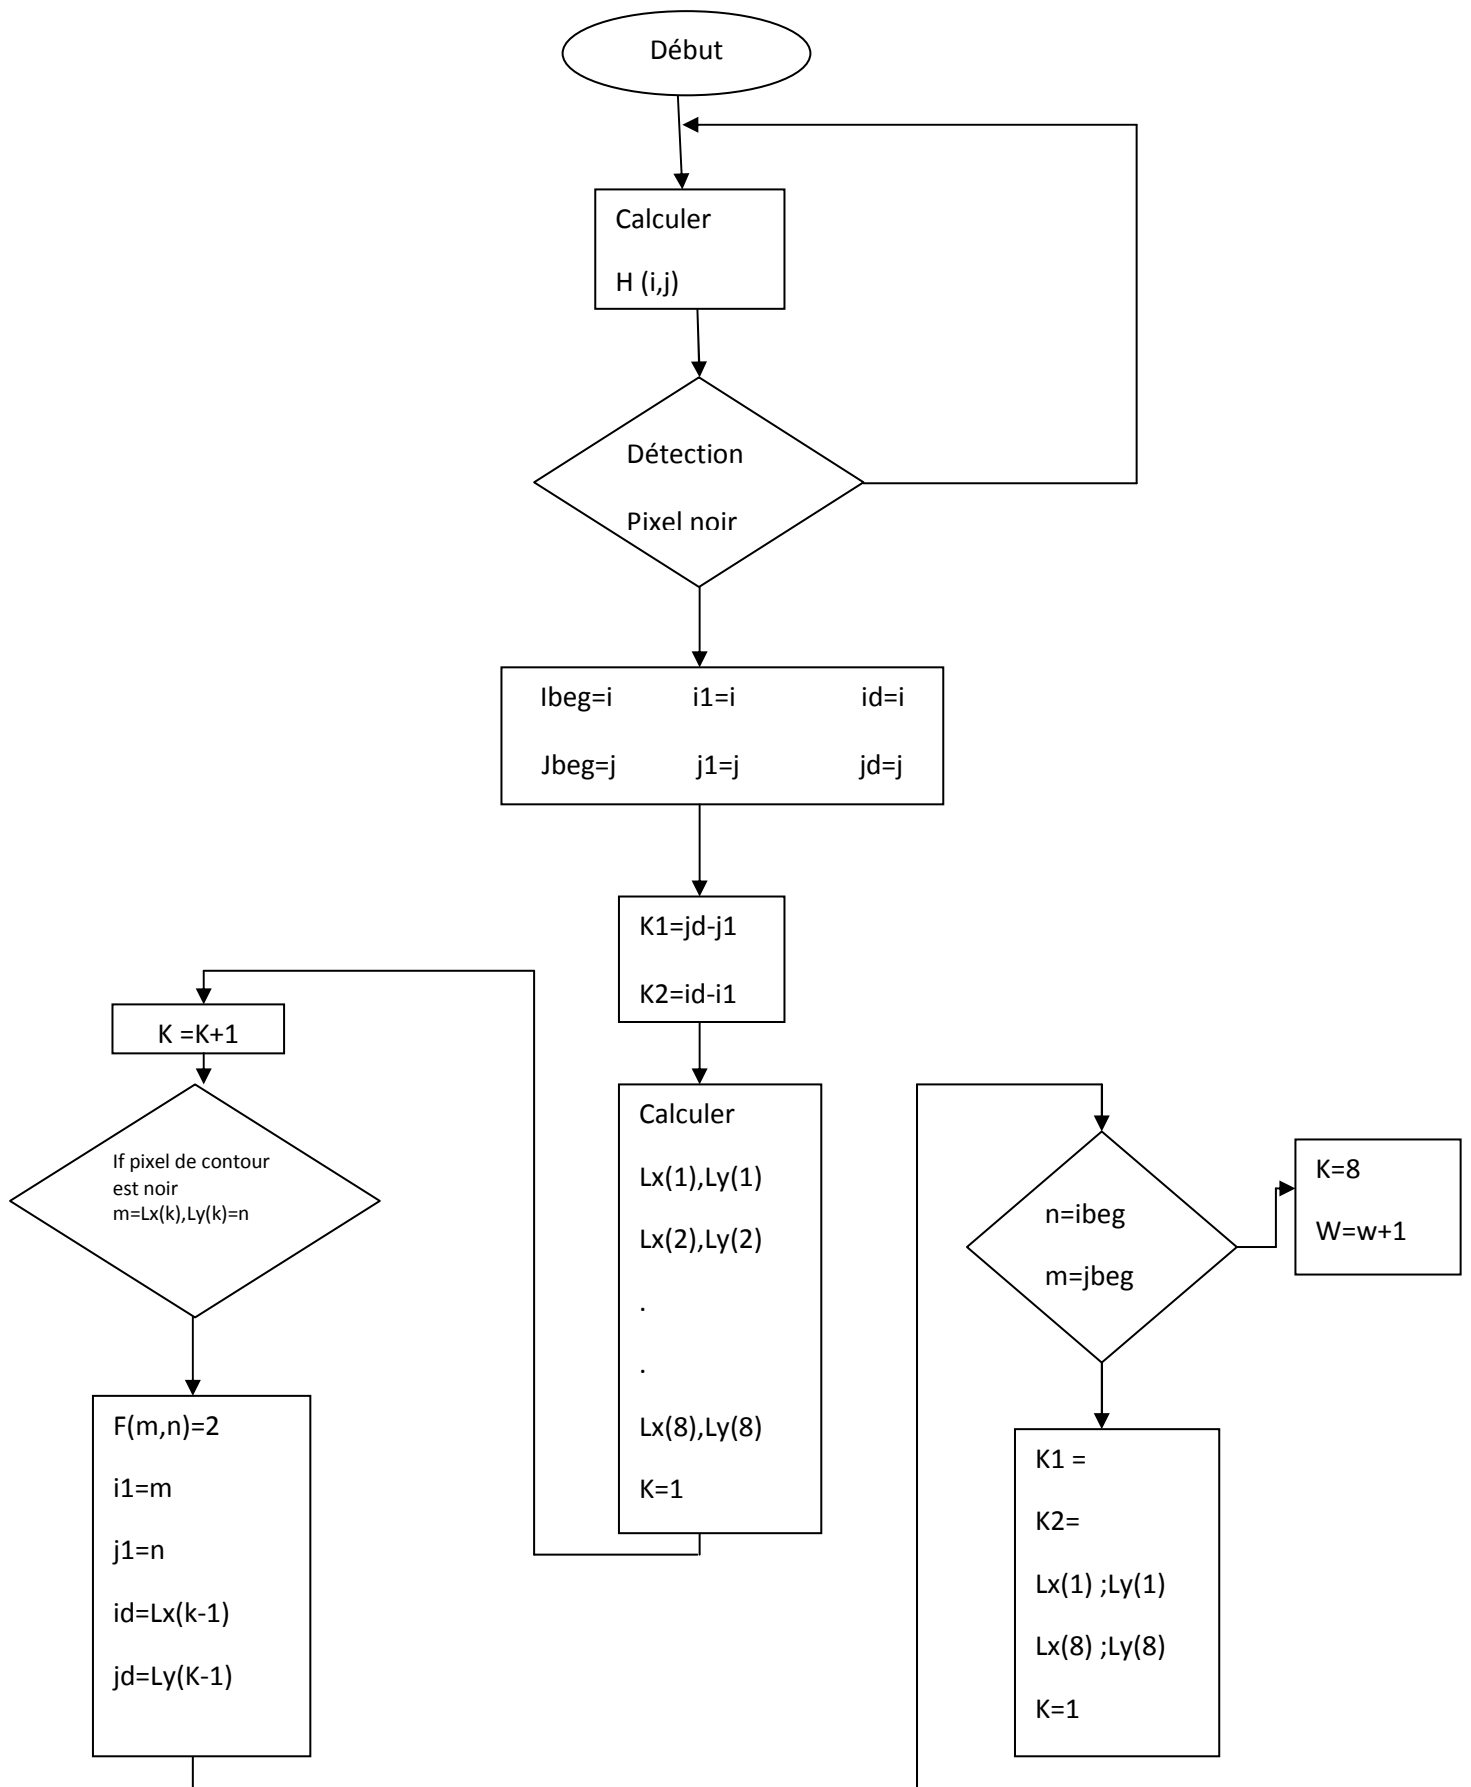 Début
Calculer
H (i,j)
Détection
Pixel noir
Ibeg=i i1=i id=i
Jbeg=j j1=j jd=j
K1=jd-j1
K2=id-i1
K =K+1
If pixel de contour
est noir
m=Lx(k),Ly(k)=n
F(m,n)=2
i1=m
j1=n
id=Lx(k-1)
jd=Ly(K-1)
Calculer
Lx(1),Ly(1)
Lx(2),Ly(2)
.
.
Lx(8),Ly(8)
K=1
n=ibeg
m=jbeg
K=8
W=w+1
K1 =
K2=
Lx(1) ;Ly(1)
Lx(8) ;Ly(8)
K=1